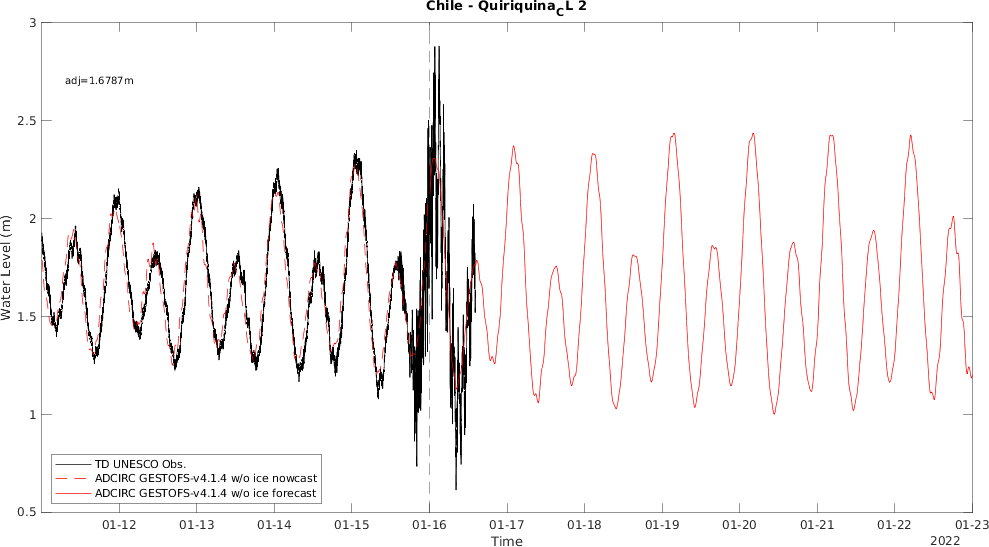 Chile - Quiriquina_CL 2
3
adj=1.6787m
2.5
2
Water Level (m)
1.5
1
TD UNESCO Obs.
ADCIRC GESTOFS-v4.1.4 w/o ice nowcast
ADCIRC GESTOFS-v4.1.4 w/o ice forecast
0.5
01-12 01-13 01-14 01-15 01-16 01-17 01-18 01-19 01-20 01-21 01-22 01-23
Time
2022